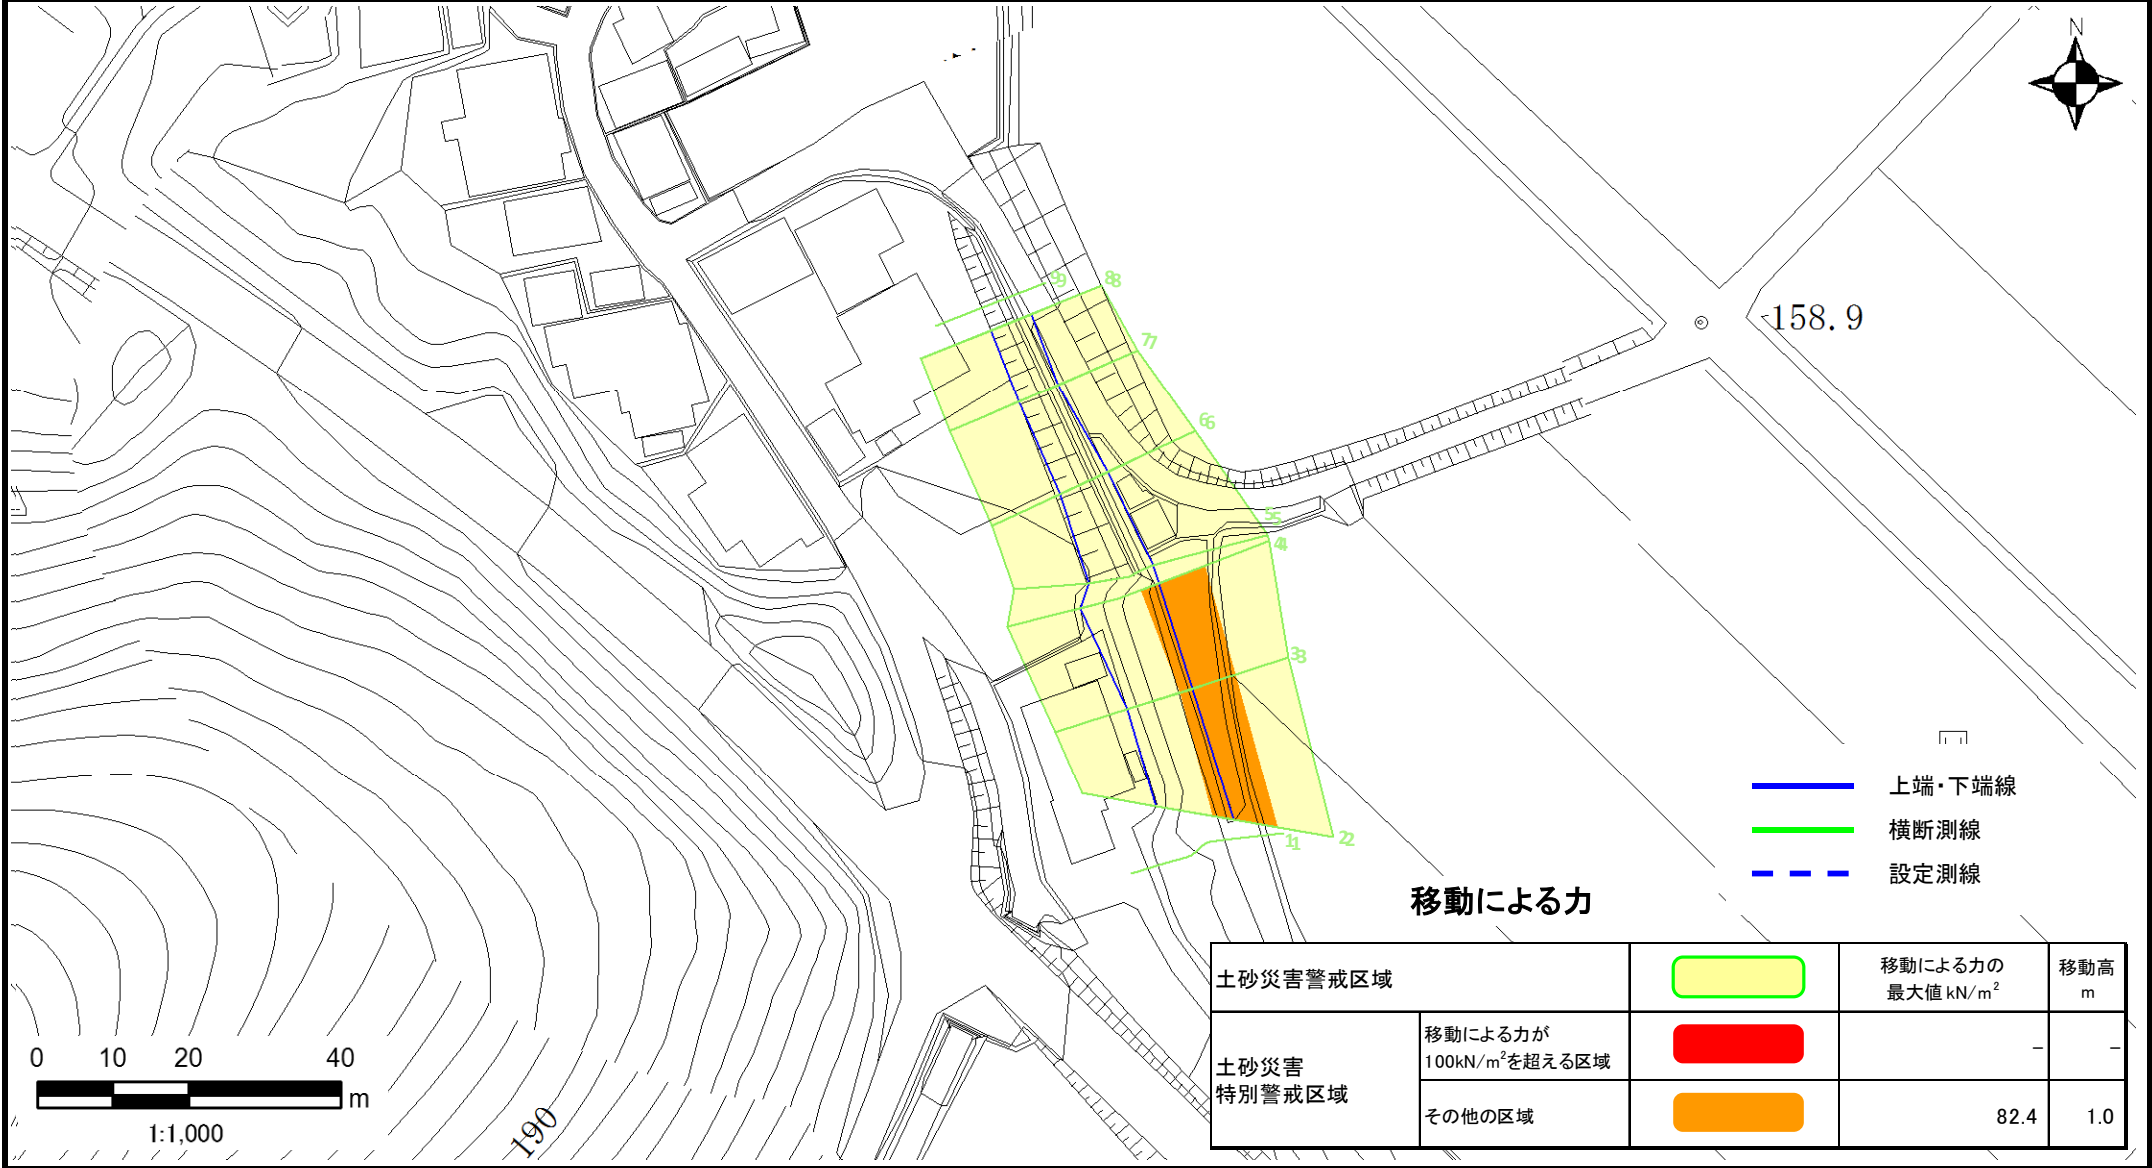 N
99
88
77
66
158.9
55
44
33
22
11
上端・下端線
横断測線
設定測線
移動による力
土砂災害警戒区域
移動による力の
最大値 kN/m²
移動高
m
土砂災害
特別警戒区域
移動による力が
100kN/m²を超える区域
－
－
その他の区域
82.4
1.0
0 10 20 40
m
1:1,000
190